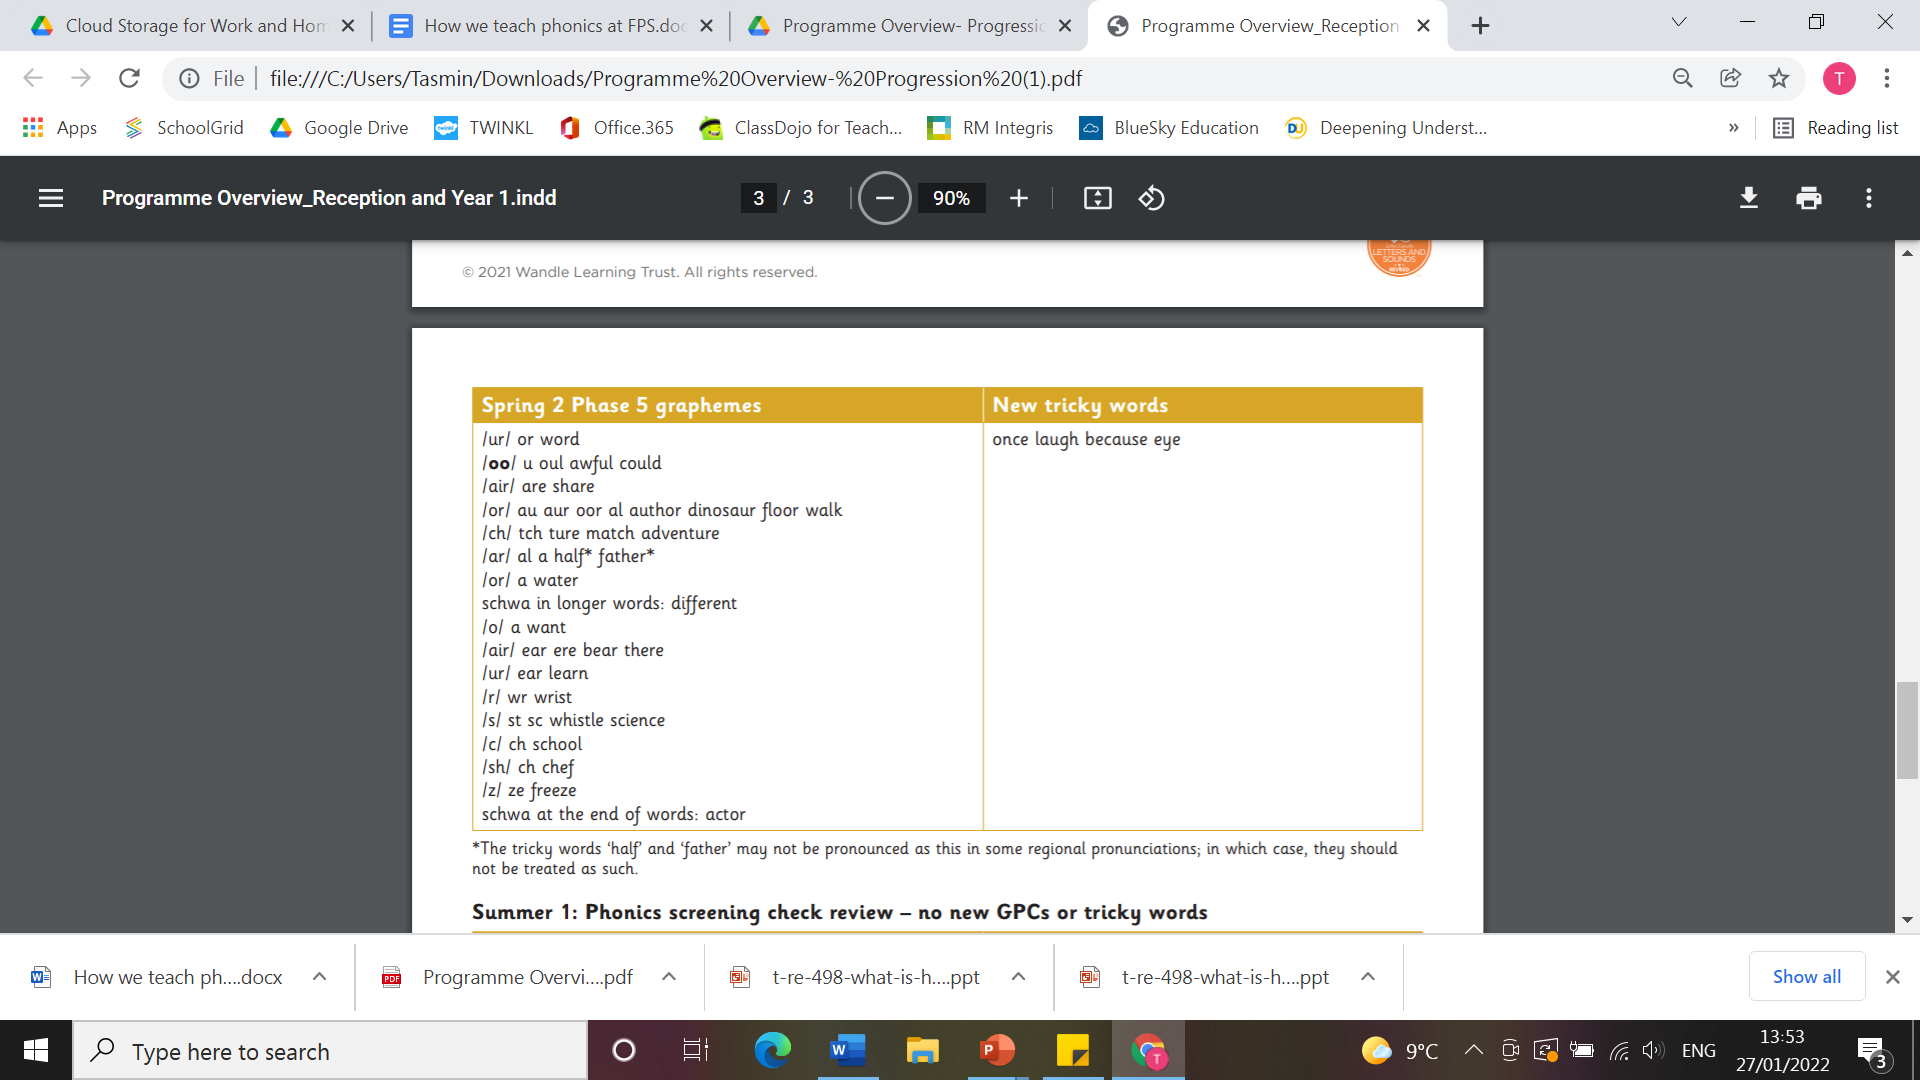 Cloud Storage for Work and Hom
How we teach phonics at FPS.doc
Programme Overview- Progressio
Programme Overview_Reception
File
file:///C:/Users/Tasmin/Downloads/Programme%20Overview-%20Progression%20(1).pdf
T
Apps
SchoolGrid
Google Drive
TWINKL
Office.365
ClassDojo for Teach...
RM Integris
BlueSky Education
Deepening Underst...
»
Reading list
Programme Overview_Reception and Year 1.indd
3 / 3
90%
LETTERS AND
SOUNDS
REVISED
© 2021 Wandle Learning Trust. All rights reserved.
Spring 2 Phase 5 graphemes
New tricky words
/ur/ or word
once laugh because eye
/oo/ u oul awful could
/air/ are share
/or/ au aur oor al author dinosaur floor walk
/ch/ tch ture match adventure
/ar/ al a half* father*
/or/ a water
schwa in longer words: different
/o/ a want
/air/ ear ere bear there
/ur/ ear learn
/r/ wr wrist
/s/ st sc whistle science
/c/ ch school
/sh/ ch chef
/z/ ze freeze
schwa at the end of words: actor
*The tricky words ‘half’ and ‘father’ may not be pronounced as this in some regional pronunciations; in which case, they should
not be treated as such.
Summer 1: Phonics screening check review – no new GPCs or tricky words
How we teach ph....docx
Programme Overvi....pdf
t-re-498-what-is-h....ppt
t-re-498-what-is-h....ppt
Show all
Type here to search
9°C
ENG
13:53
27/01/2022
3